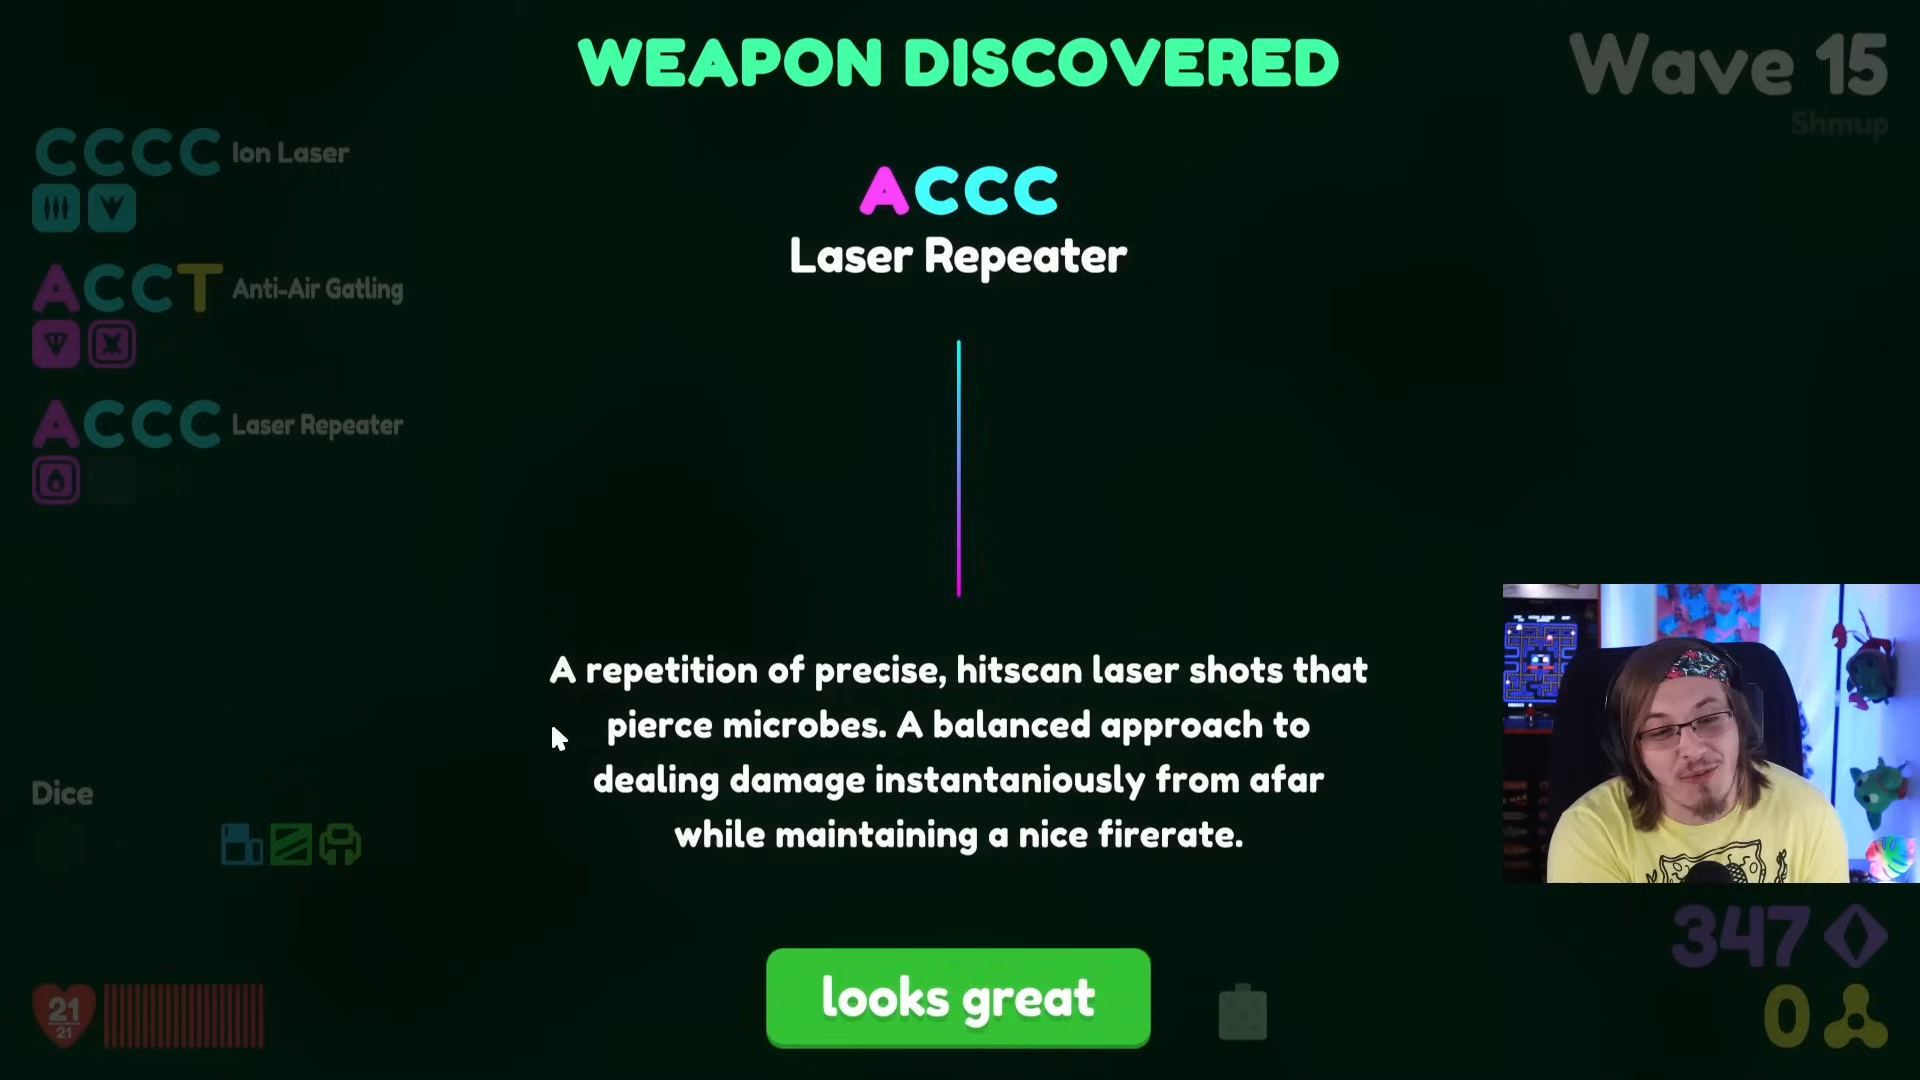 WEAPON DISCOVERED
Wave 15
Shmup
CCCC Ion Laser
ACCT Anti-Air Gatling
ACCC Laser Repeater
ACCC
Laser Repeater
A repetition of precise, hitscan laser shots that
pierce microbes. A balanced approach to
dealing damage instantaniously from afar
while maintaining a nice firerate.
Dice
looks great
21
21
347
0